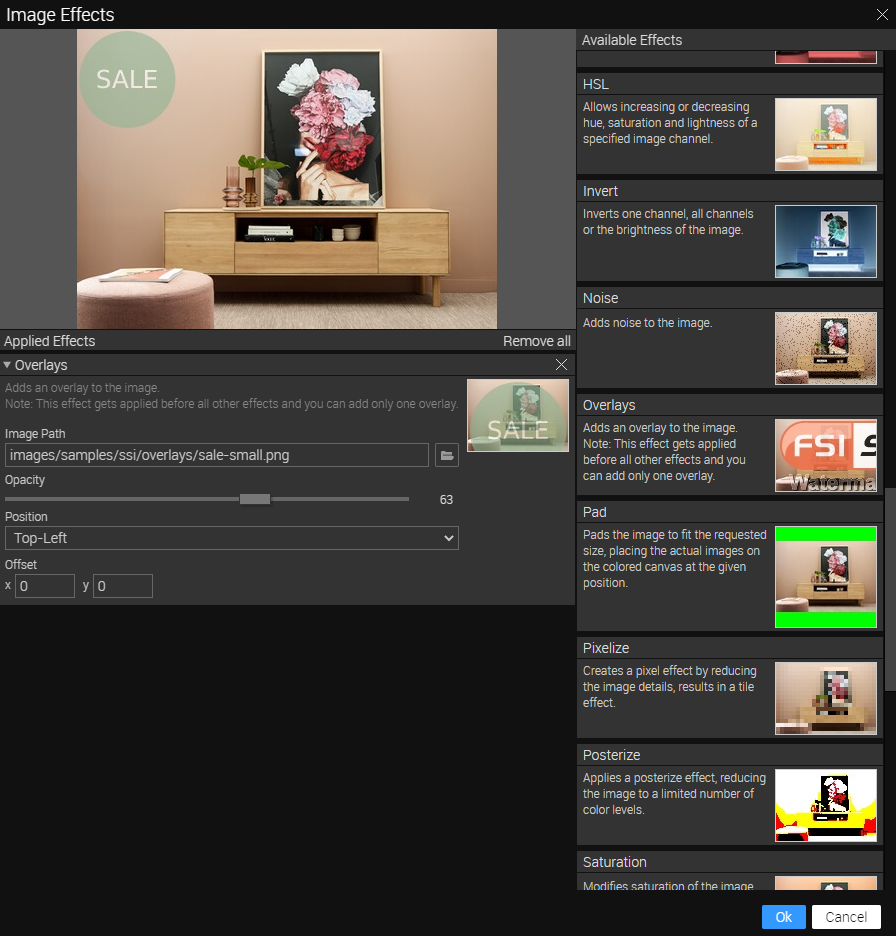 Image Effects
SALE
Applied Effects
Remove all
Overlays
Adds an overlay to the image.
Note: This effect gets applied before all other effects and you can add only one overlay.
SALE
Image Path
images/samples/ssi/overlays/sale-small.png
Opacity
63
Position
Top-Left
Offset
x 0 y 0
Available Effects
HSL
Allows increasing or decreasing
hue, saturation and lightness of a
specified image channel.
Invert
Inverts one channel, all channels
or the brightness of the image.
Noise
Adds noise to the image.
Overlays
Adds an overlay to the image.
Note: This effect gets applied
before all other effects and you
can add only one overlay.
FSI S
Waterma
Pad
Pads the image to fit the requested
size, placing the actual images on
the colored canvas at the given
position.
Pixelize
Creates a pixel effect by reducing
the image details, results in a tile
effect.
Posterize
Applies a posterize effect, reducing
the image to a limited number of
color levels.
Saturation
Modifies saturation of the image
Ok
Cancel